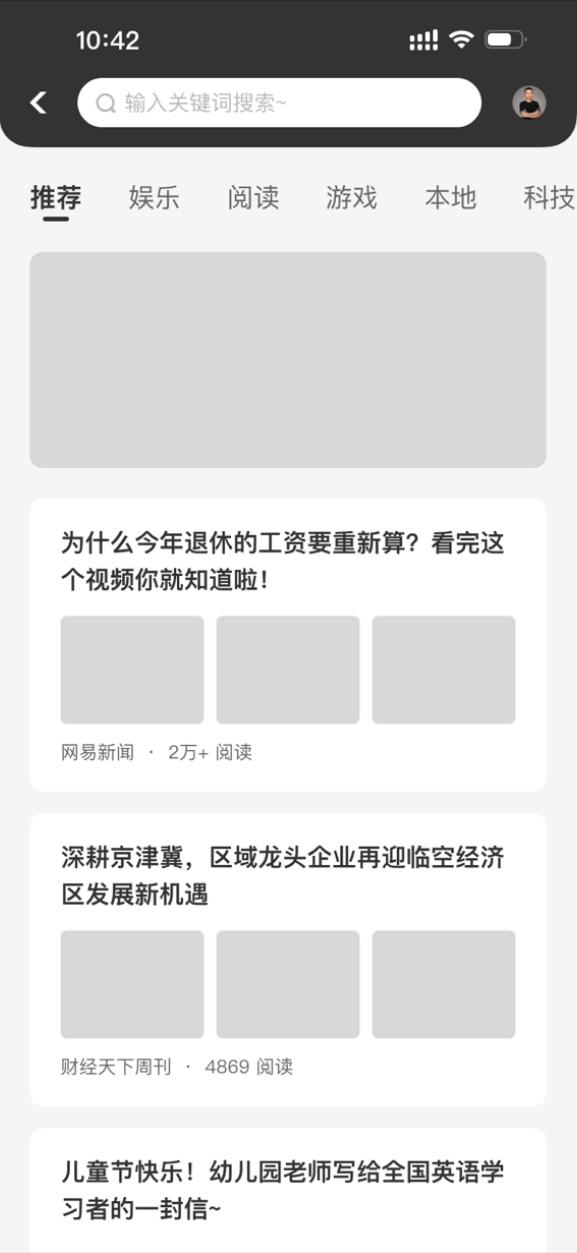 10:42
输入关键词搜索~
推荐 娱乐 阅读 游戏 本地 科技
为什么今年退休的工资要重新算？看完这
个视频你就知道啦！
网易新闻 · 2万+ 阅读
深耕京津冀，区域龙头企业再迎临空经济
区发展新机遇
财经天下周刊 · 4869 阅读
儿童节快乐！幼儿园老师写给全国英语学
习者的一封信~